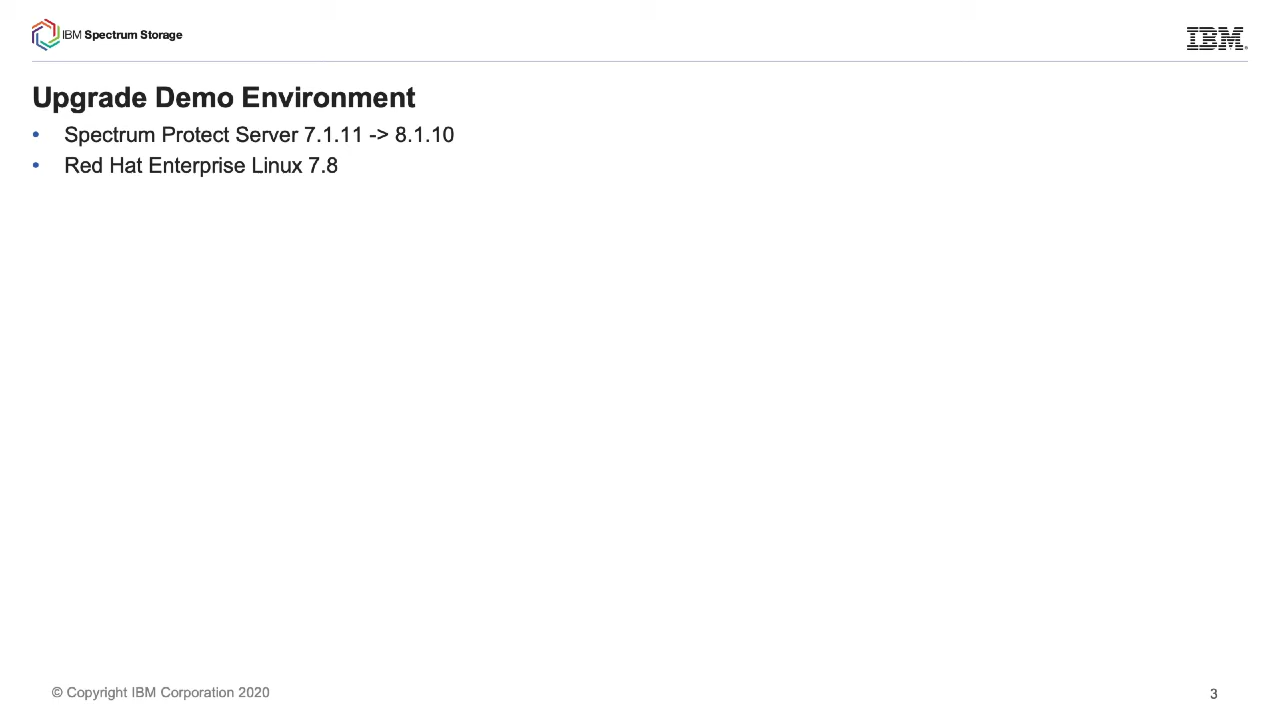 IBM Spectrum Storage
IBM
Upgrade Demo Environment
• Spectrum Protect Server 7.1.11 -> 8.1.10
• Red Hat Enterprise Linux 7.8
© Copyright IBM Corporation 2020
3